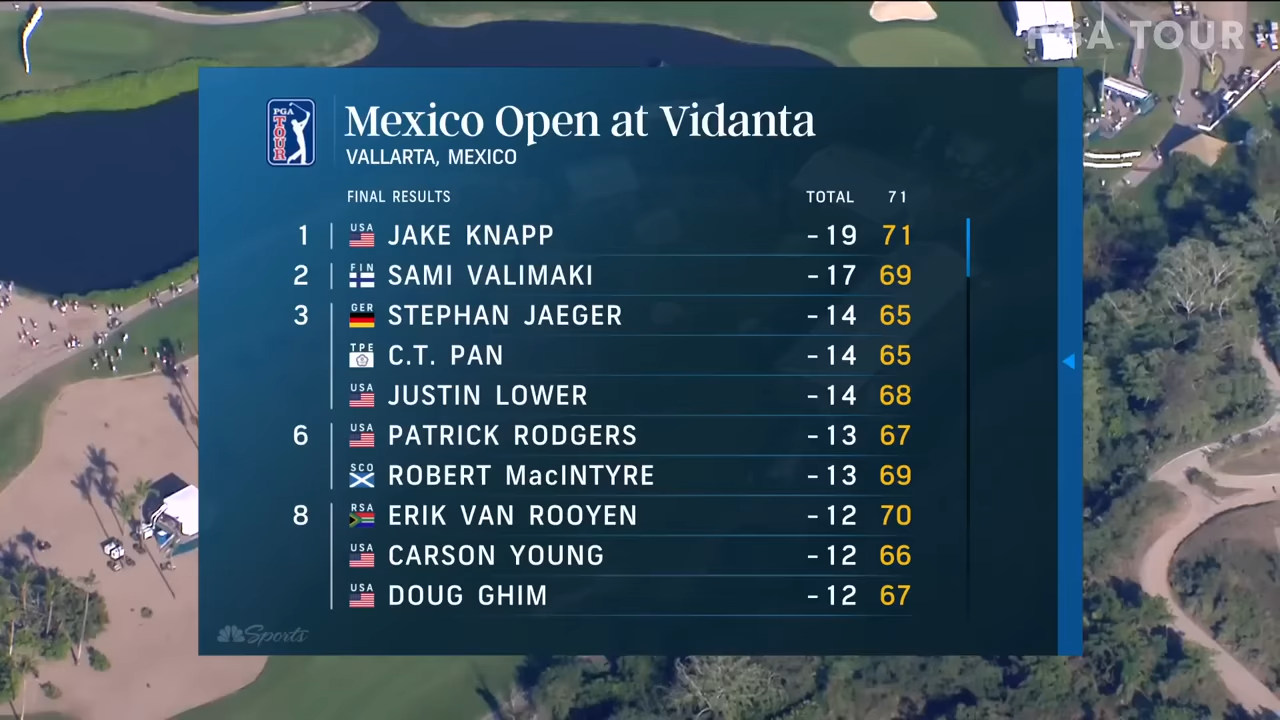 PGA TOUR
PGA TOUR
Mexico Open at Vidanta
VALLARTA, MEXICO
FINAL RESULTS TOTAL 71
1 USA JAKE KNAPP -19 71
2 FIN SAMI VALIMAKI -17 69
3 GER STEPHAN JAEGER -14 65
TPE C.T. PAN -14 65
USA JUSTIN LOWER -14 68
6 USA PATRICK RODGERS -13 67
SCO ROBERT MacINTYRE -13 69
8 RSA ERIK VAN ROOYEN -12 70
USA CARSON YOUNG -12 66
USA DOUG GHIM -12 67
Sports